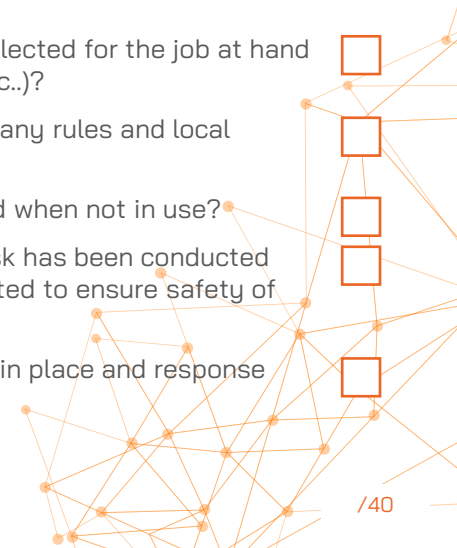 lected for the job at hand
c..)?
any rules and local
d when not in use?
sk has been conducted
ted to ensure safety of
in place and response
/40